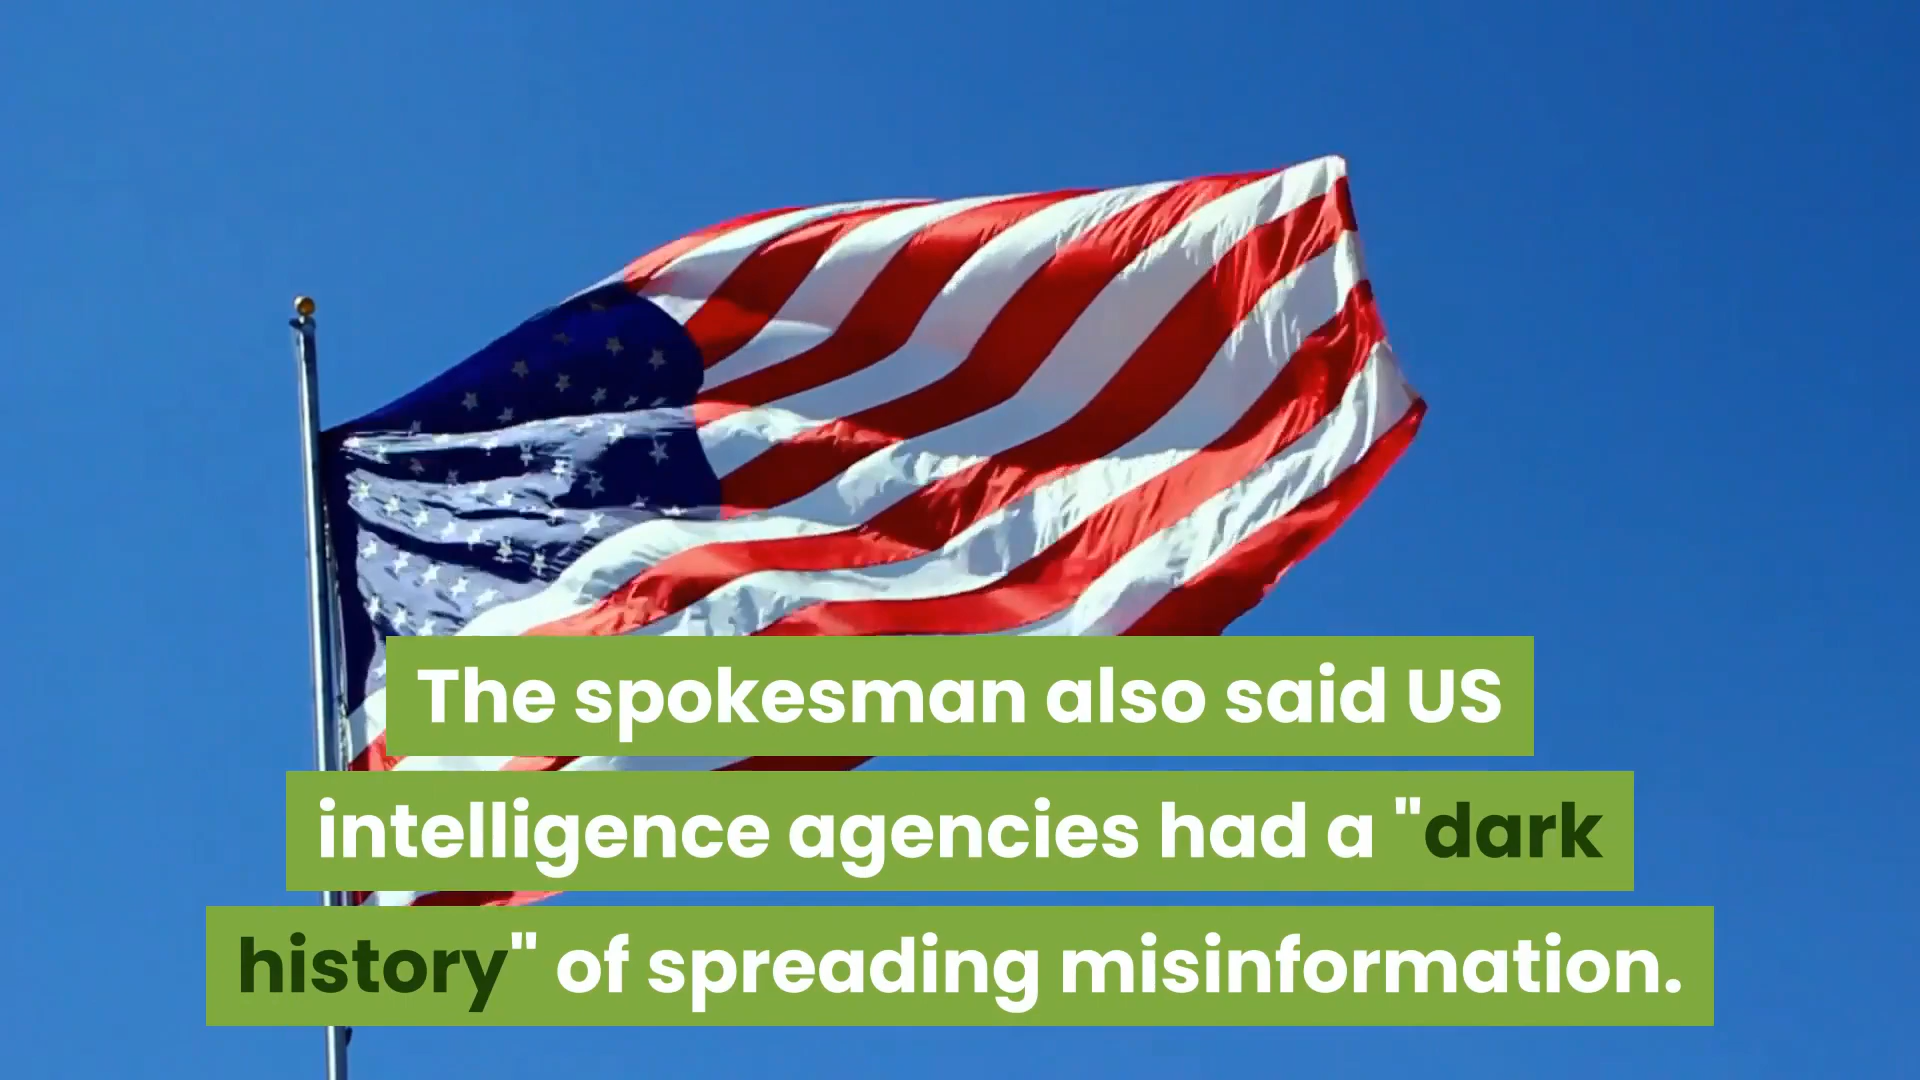 The spokesman also said US
intelligence agencies had a "dark
history" of spreading misinformation.